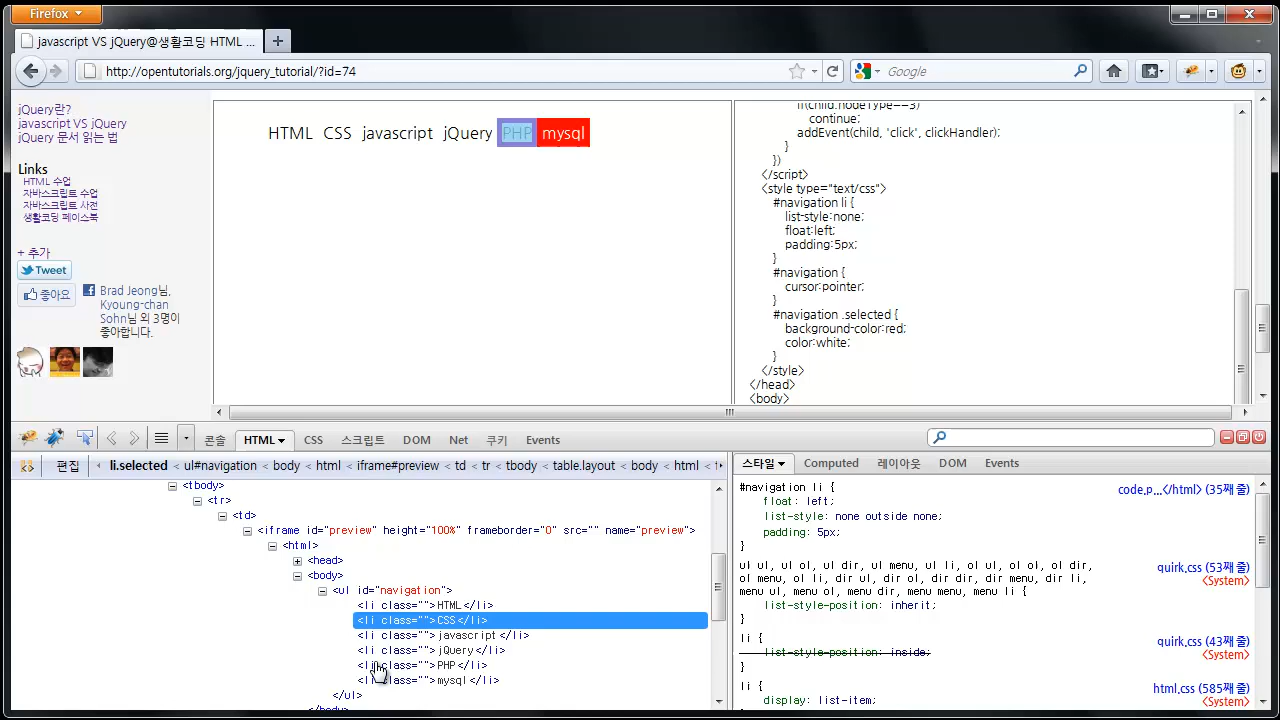 Firefox
javascript VS jQuery@생활코딩 HTML ...
http://opentutorials.org/jquery_tutorial/?id=74
Google
jQuery란?
javascript VS jQuery
jQuery 문서 읽는 법
Links
HTML 수업
자바스크립트 수업
자바스크립트 사전
생활코딩 페이스북
+ 추가
Tweet
좋아요
Brad Jeong님,
Kyoung-chan
Sohn님 외 3명이
좋아합니다.
HTML CSS javascript jQuery PHP mysql
if(child.nodeType==3)
continue;
addEvent(child, 'click', clickHandler);
}
})
</script>
<style type="text/css">
#navigation li {
list-style:none;
float:left;
padding:5px;
}
#navigation {
cursor:pointer;
}
#navigation .selected {
background-color:red;
color:white;
}
</style>
</head>
<body>
콘솔 HTML CSS 스크립트 DOM Net 쿠키 Events
편집 li.selected < ul#navigation < body < html < iframe#preview < td < tr < tbody < table.layout < body < html
<tbody>
<tr>
<td>
<iframe id="preview" height="100%" frameborder="0" src="" name="preview">
<html>
<head>
<body>
<ul id="navigation">
<li class="">HTML</li>
<li class="">CSS</li>
<li class="">javascript</li>
<li class="">jQuery</li>
<li class="">PHP</li>
<li class="">mysql</li>
</ul>
</body>
스타일 Computed 레이아웃 DOM Events
#navigation li { code.p...</html> (35째 줄)
float: left;
list-style: none outside none;
padding: 5px;
}
ul ul, ul ol, ul dir, ul menu, ul li, ol ul, ol ol, ol dir, quirk.css (53째 줄)
ol menu, ol li, dir ul, dir ol, dir dir, dir menu, dir li, <System>
menu ul, menu ol, menu dir, menu menu, menu li {
list-style-position: inherit;
}
li { quirk.css (43째 줄)
list-style-position: inside; <System>
}
li { html.css (585째 줄)
display: list-item; <System>